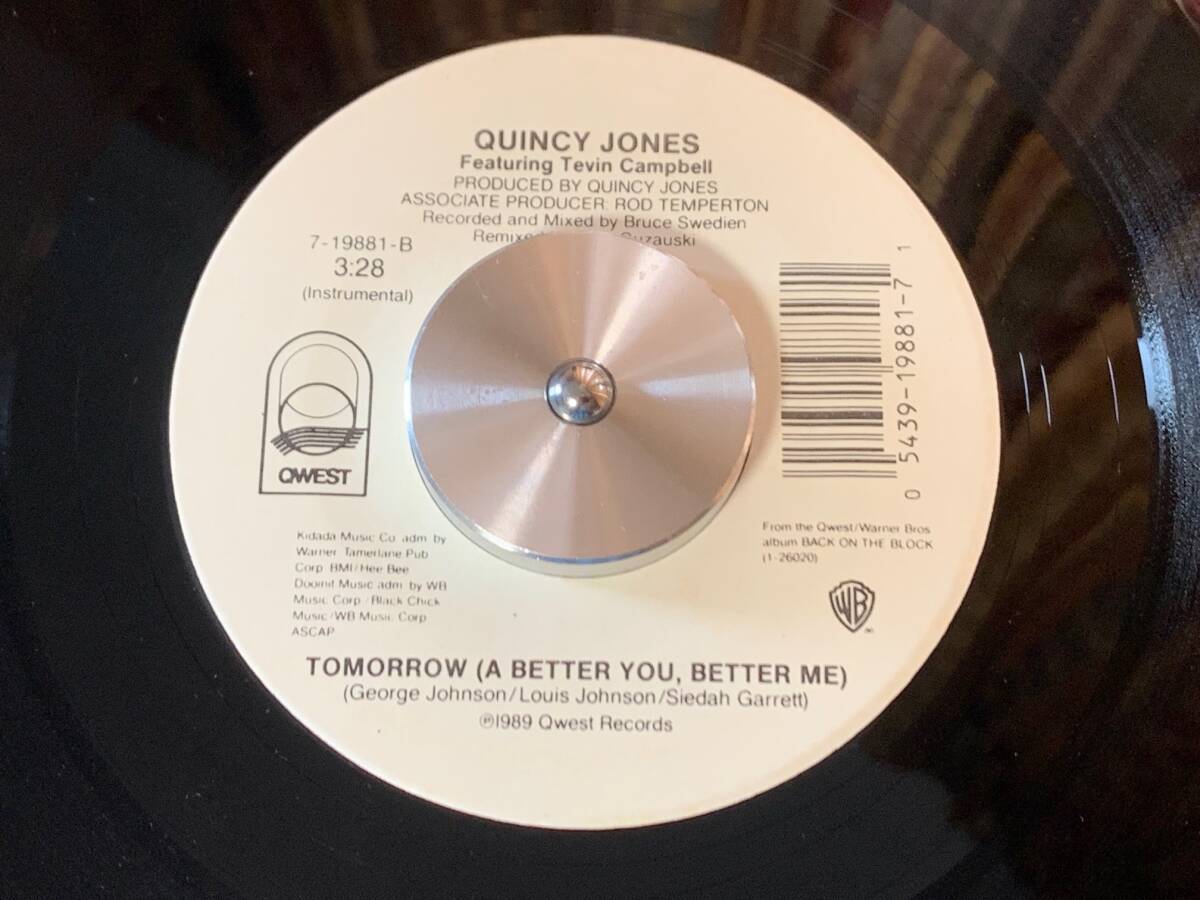 QUINCY JONES
Featuring Tevin Campbell
PRODUCED BY QUINCY JONES
ASSOCIATE PRODUCER: ROD TEMPERTON
Recorded and Mixed by Bruce Swedien
Remixed Guzauski
7-19881-B
3:28
(Instrumental)
QWEST
0 5439-19881-7 1
Kidada Music Co adm by
Warner Tamerlane Pub
Corp BMI/Hee Bee
Dooinit Music adm by WB
Music Corp/Black Chick
Music/WB Music Corp
ASCAP
From the Qwest/Warner Bros
album BACK ON THE BLOCK
(1-26020)
WB
TOMORROW (A BETTER YOU, BETTER ME)
(George Johnson/Louis Johnson/Siedah Garrett)
℗1989 Qwest Records